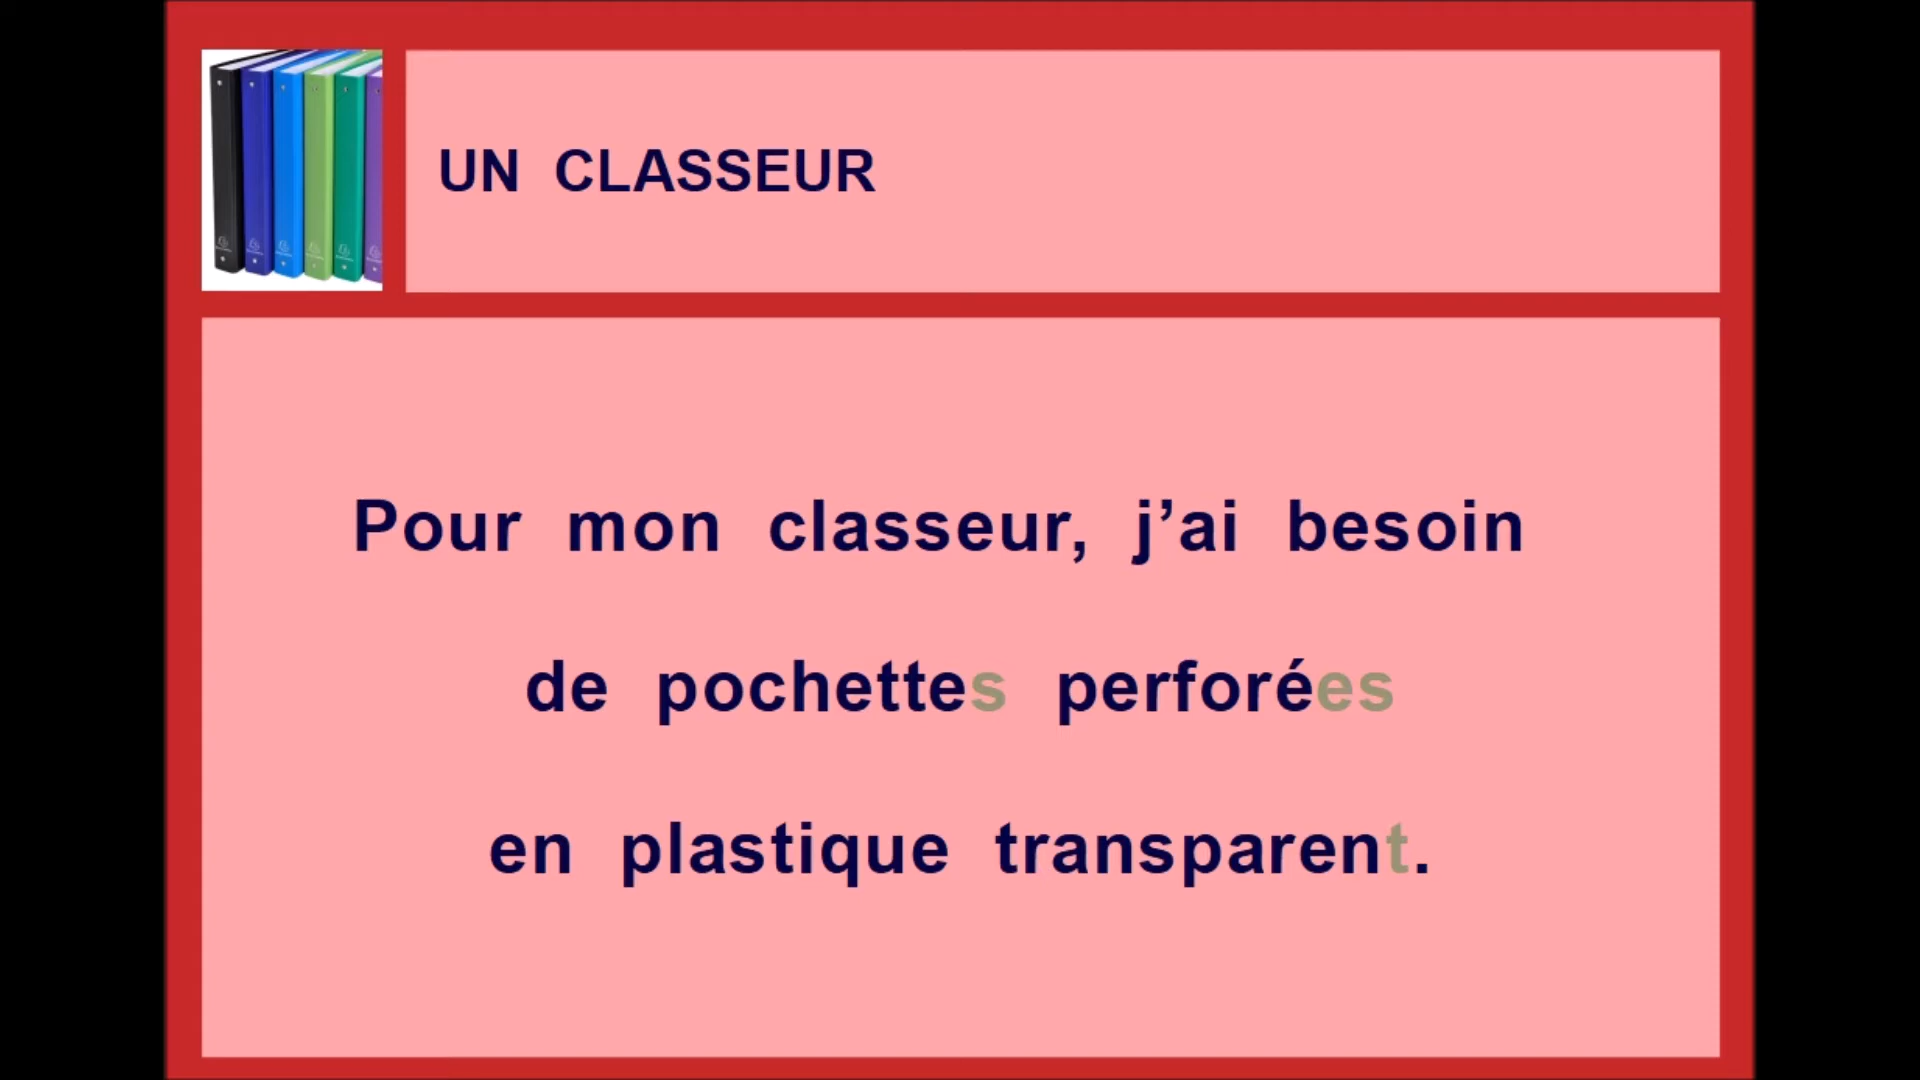 UN CLASSEUR
Pour mon classeur, j’ai besoin
de pochettes perforées
en plastique transparent.